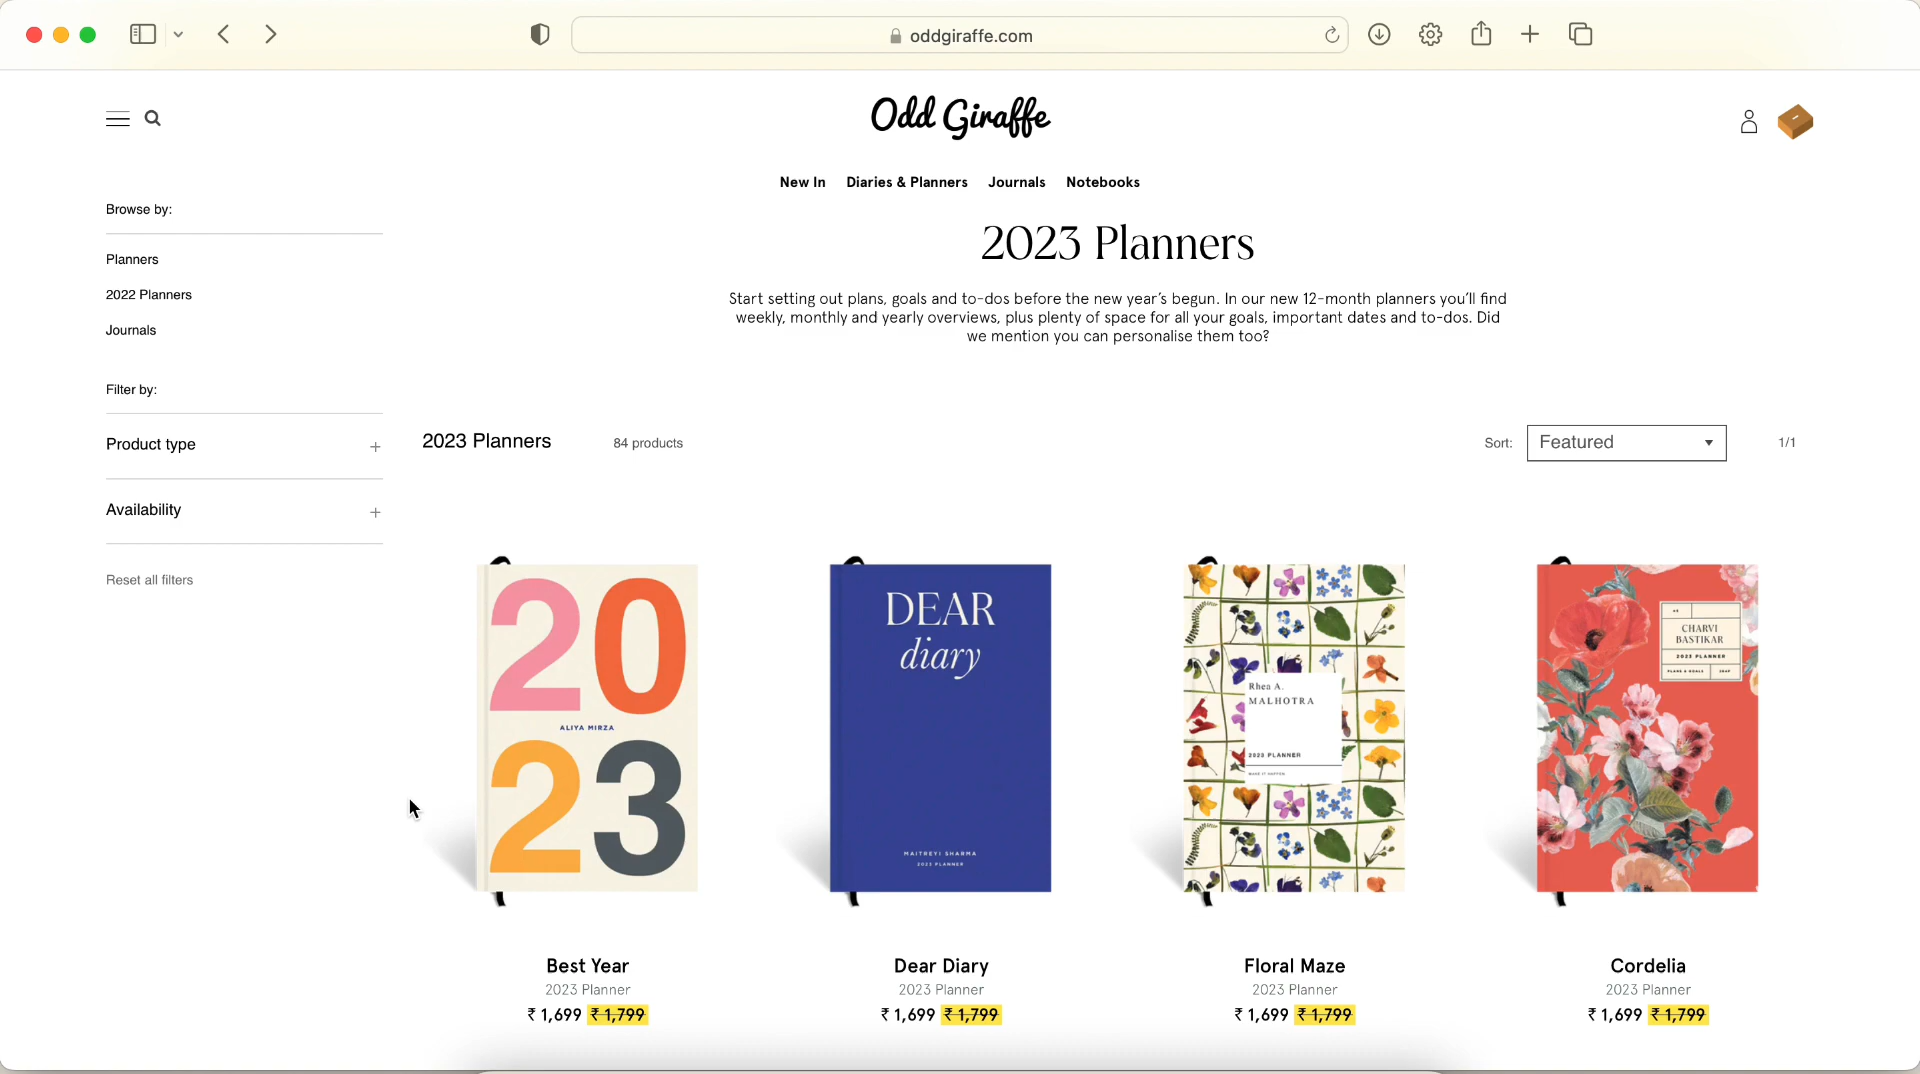 oddgiraffe.com
Odd Giraffe
New In Diaries & Planners Journals Notebooks
Browse by:
Planners
2022 Planners
Journals
Filter by:
Product type +
Availability +
Reset all filters
2023 Planners
Start setting out plans, goals and to-dos before the new year’s begun. In our new 12-month planners you’ll find
weekly, monthly and yearly overviews, plus plenty of space for all your goals, important dates and to-dos. Did
we mention you can personalise them too?
2023 Planners 84 products Sort: Featured 1/1
20
ALIYA MIRZA
23
DEAR
diary
MAITREYI SHARMA
2023 PLANNER
Rhea A.
MALHOTRA
2023 PLANNER
MAKE IT HAPPEN
CHARVI
BASTIKAR
2023 PLANNER
PLANS & GOALS
Best Year
2023 Planner
₹ 1,699 ₹ 1,799
Dear Diary
2023 Planner
₹ 1,699 ₹ 1,799
Floral Maze
2023 Planner
₹ 1,699 ₹ 1,799
Cordelia
2023 Planner
₹ 1,699 ₹ 1,799